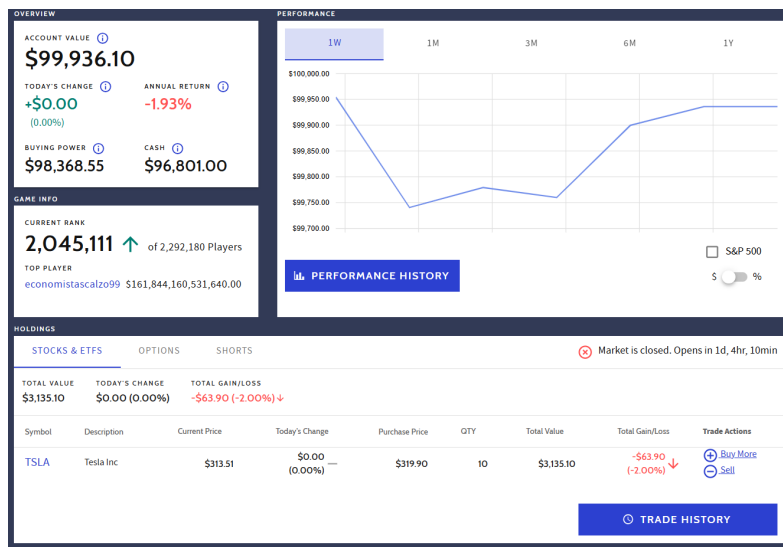 OVERVIEW
ACCOUNT VALUE
$99,936.10
TODAY'S CHANGE ANNUAL RETURN
+$0.00 -1.93%
(0.00%)
BUYING POWER CASH
$98,368.55 $96,801.00
GAME INFO
CURRENT RANK
2,045,111 of 2,292,180 Players
TOP PLAYER
economistascalzo99 $161,844,160,531,640.00
PERFORMANCE
1W 1M 3M 6M 1Y
$100,000.00
$99,950.00
$99,900.00
$99,850.00
$99,800.00
$99,750.00
$99,700.00
S&P 500
$ %
PERFORMANCE HISTORY
HOLDINGS
STOCKS & ETFS OPTIONS SHORTS
Market is closed. Opens in 1d, 4hr, 10min
TOTAL VALUE TODAY'S CHANGE TOTAL GAIN/LOSS
$3,135.10 $0.00 (0.00%) -$63.90 (-2.00%)
Symbol Description Current Price Today's Change Purchase Price QTY Total Value Total Gain/Loss Trade Actions
TSLA Tesla Inc $313.51 $0.00 (0.00%) $319.90 10 $3,135.10 -$63.90 (-2.00%) Buy More
Sell
TRADE HISTORY